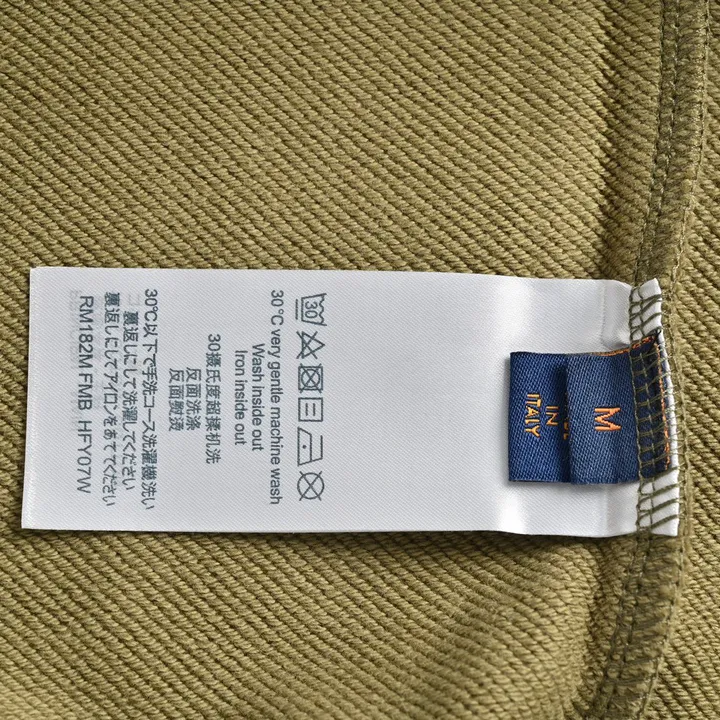 30
30°C very gentle machine wash
Wash inside out
Iron inside out
30摄氏度超揉机洗
反面洗涤
反面熨烫
30℃以下で手洗コース洗濯機洗い
裏返しにして洗濯してください
裏返しにしてアイロンをあててください
RM182M FMB HFY07W
M
IN
ITALY